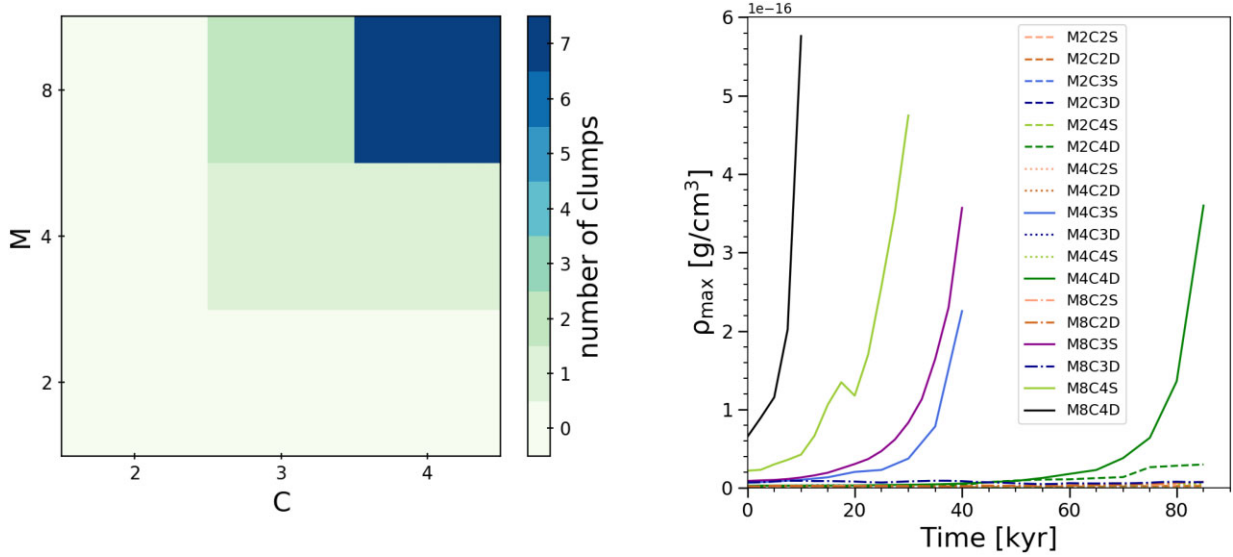 8
4
2
M
2
3
4
C
7
6
5
4
3
2
1
0
number of clumps
1e−16
6
5
4
3
2
1
0
ρmax [g/cm³]
0
20
40
60
80
Time [kyr]
M2C2S
M2C2D
M2C3S
M2C3D
M2C4S
M2C4D
M4C2S
M4C2D
M4C3S
M4C3D
M4C4S
M4C4D
M8C2S
M8C2D
M8C3S
M8C3D
M8C4S
M8C4D